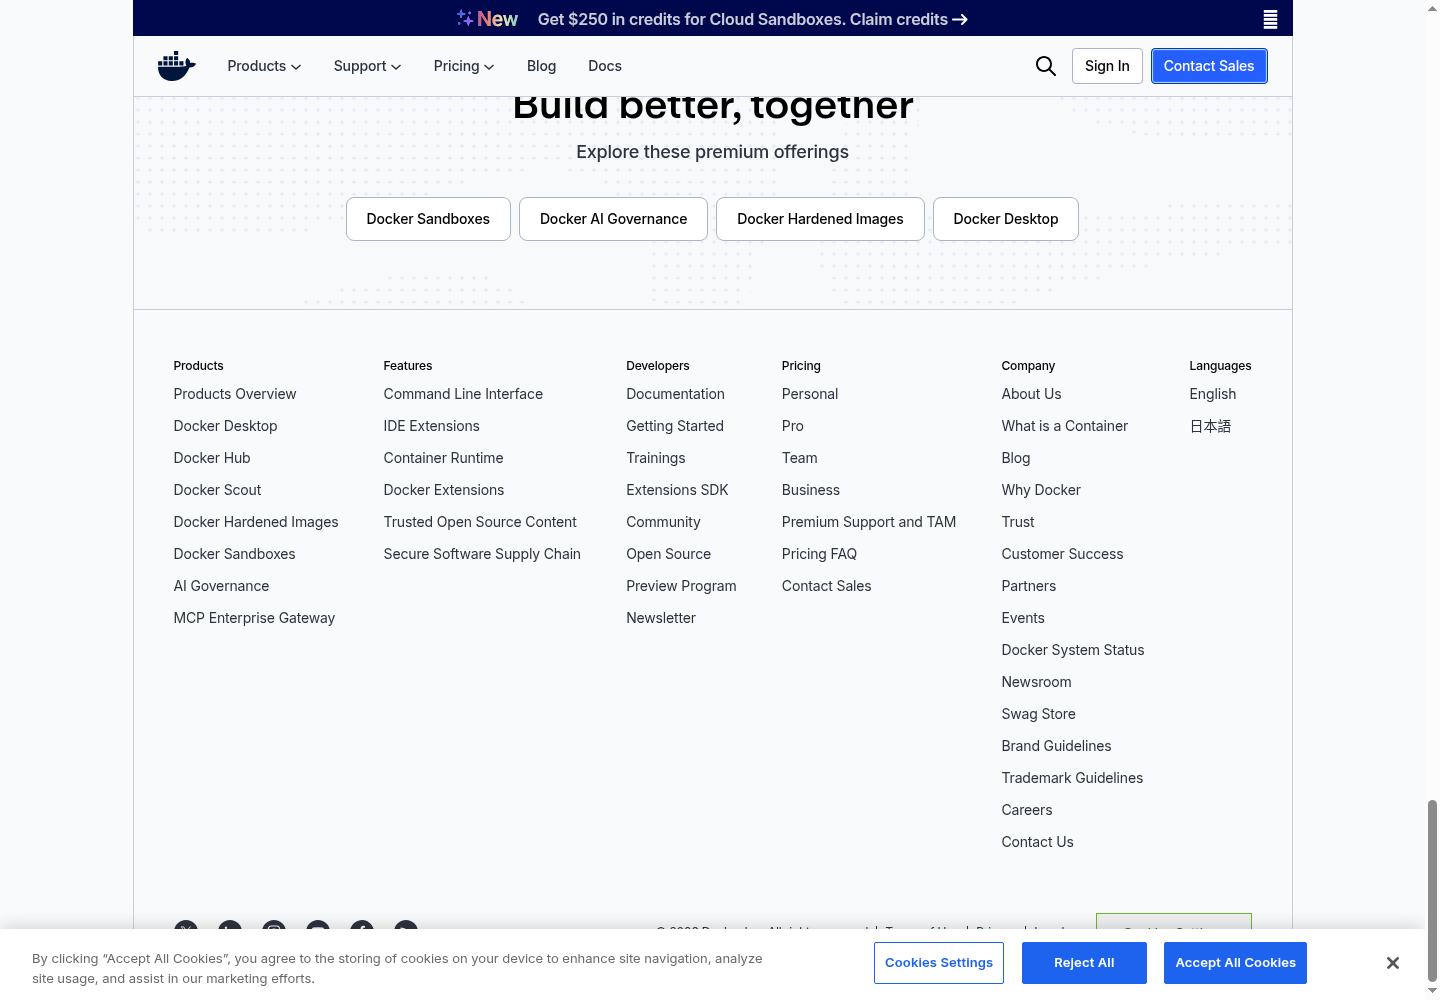 New Get $250 in credits for Cloud Sandboxes. Claim credits
Products Support Pricing Blog Docs Sign In Contact Sales
Build better, together
Explore these premium offerings
Docker Sandboxes Docker AI Governance Docker Hardened Images Docker Desktop
Products
Products Overview
Docker Desktop
Docker Hub
Docker Scout
Docker Hardened Images
Docker Sandboxes
AI Governance
MCP Enterprise Gateway
Features
Command Line Interface
IDE Extensions
Container Runtime
Docker Extensions
Trusted Open Source Content
Secure Software Supply Chain
Developers
Documentation
Getting Started
Trainings
Extensions SDK
Community
Open Source
Preview Program
Newsletter
Pricing
Personal
Pro
Team
Business
Premium Support and TAM
Pricing FAQ
Contact Sales
Company
About Us
What is a Container
Blog
Why Docker
Trust
Customer Success
Partners
Events
Docker System Status
Newsroom
Swag Store
Brand Guidelines
Trademark Guidelines
Careers
Contact Us
Languages
English
日本語
By clicking “Accept All Cookies”, you agree to the storing of cookies on your device to enhance site navigation, analyze
site usage, and assist in our marketing efforts.
Cookies Settings Reject All Accept All Cookies